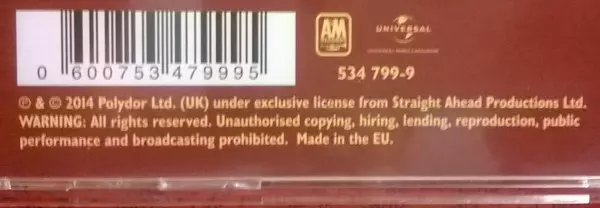 A&M
UNIVERSAL
0 600753 479995
534 799-9
℗ & © 2014 Polydor Ltd. (UK) under exclusive license from Straight Ahead Productions Ltd.
WARNING: All rights reserved. Unauthorised copying, hiring, lending, reproduction, public
performance and broadcasting prohibited. Made in the EU.